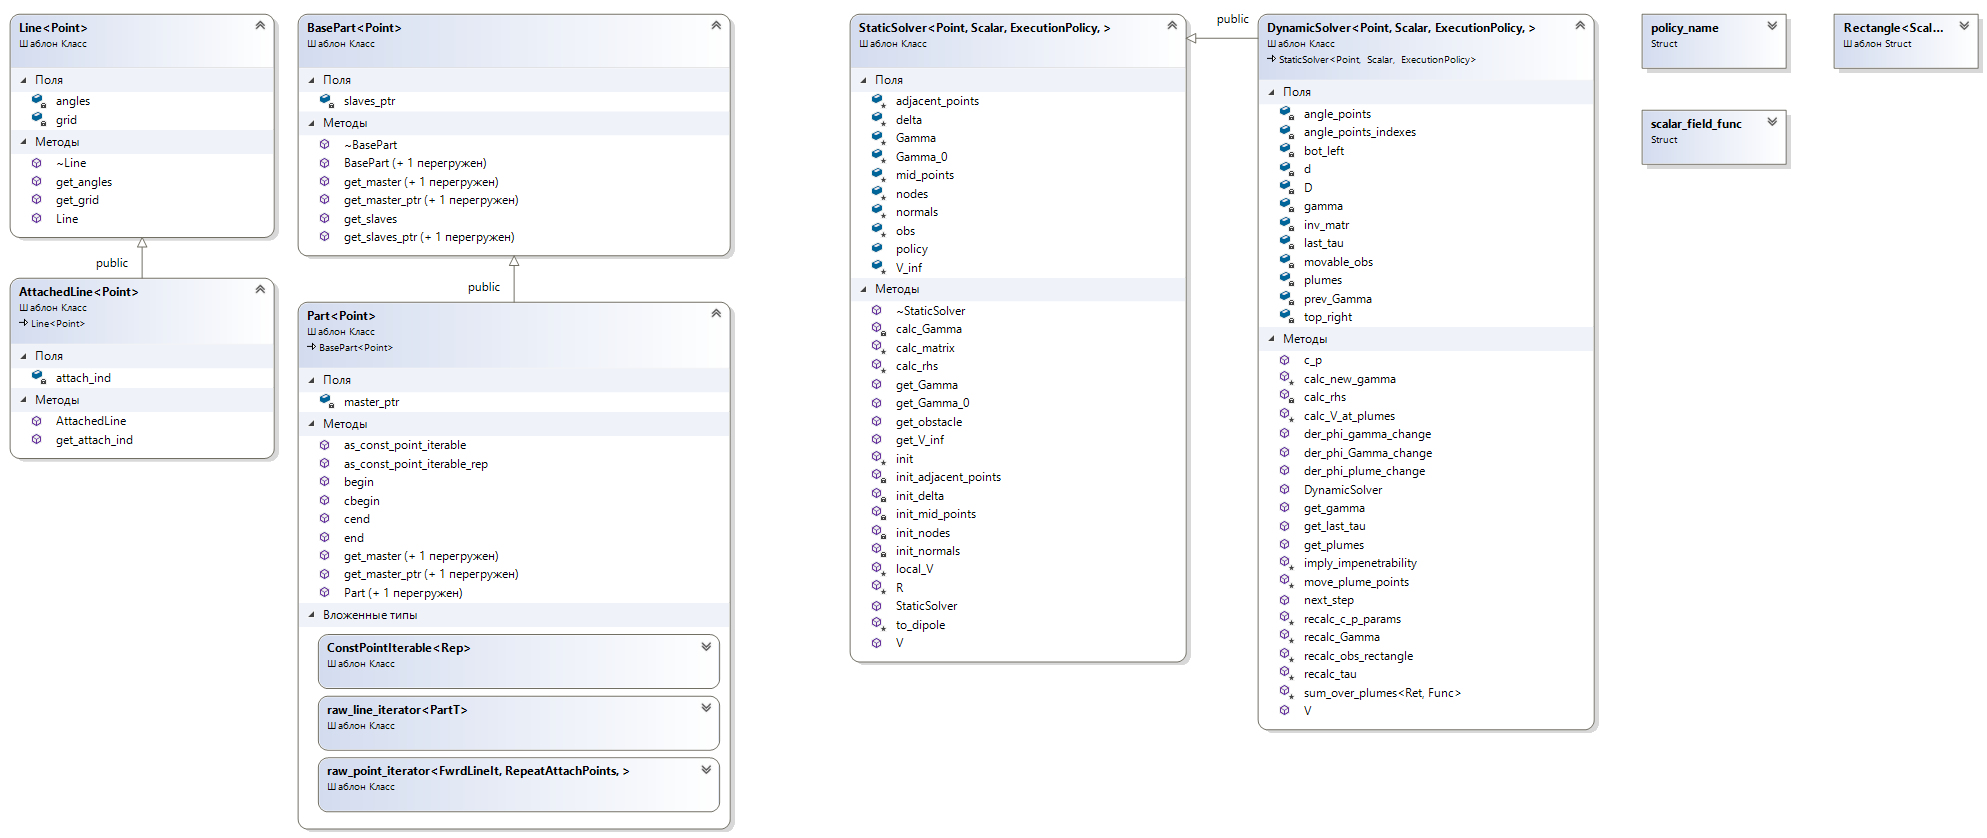 Line<Point>
Шаблон Класс
Поля
angles
grid
Методы
~Line
get_angles
get_grid
Line
public
AttachedLine<Point>
Шаблон Класс
Line<Point>
Поля
attach_ind
Методы
AttachedLine
get_attach_ind
BasePart<Point>
Шаблон Класс
Поля
slaves_ptr
Методы
~BasePart
BasePart (+ 1 перегружен)
get_master (+ 1 перегружен)
get_master_ptr (+ 1 перегружен)
get_slaves
get_slaves_ptr (+ 1 перегружен)
public
Part<Point>
Шаблон Класс
BasePart<Point>
Поля
master_ptr
Методы
as_const_point_iterable
as_const_point_iterable_rep
begin
cbegin
cend
end
get_master (+ 1 перегружен)
get_master_ptr (+ 1 перегружен)
Part (+ 1 перегружен)
Вложенные типы
ConstPointIterable<Rep>
Шаблон Класс
raw_line_iterator<PartT>
Шаблон Класс
raw_point_iterator<FwrdLineIt, RepeatAttachPoints, >
Шаблон Класс
StaticSolver<Point, Scalar, ExecutionPolicy, >
Шаблон Класс
Поля
adjacent_points
delta
Gamma
Gamma_0
mid_points
nodes
normals
obs
policy
V_inf
Методы
~StaticSolver
calc_Gamma
calc_matrix
calc_rhs
get_Gamma
get_Gamma_0
get_obstacle
get_V_inf
init
init_adjacent_points
init_delta
init_mid_points
init_nodes
init_normals
local_V
R
StaticSolver
to_dipole
V
public
DynamicSolver<Point, Scalar, ExecutionPolicy, >
Шаблон Класс
StaticSolver<Point, Scalar, ExecutionPolicy>
Поля
angle_points
angle_points_indexes
bot_left
d
D
gamma
inv_matr
last_tau
movable_obs
plumes
prev_Gamma
top_right
Методы
c_p
calc_new_gamma
calc_rhs
calc_V_at_plumes
der_phi_gamma_change
der_phi_Gamma_change
der_phi_plume_change
DynamicSolver
get_gamma
get_last_tau
get_plumes
imply_impenetrability
move_plume_points
next_step
recalc_c_p_params
recalc_Gamma
recalc_obs_rectangle
recalc_tau
sum_over_plumes<Ret, Func>
V
policy_name
Struct
scalar_field_func
Struct
Rectangle<Scal...
Шаблон Struct